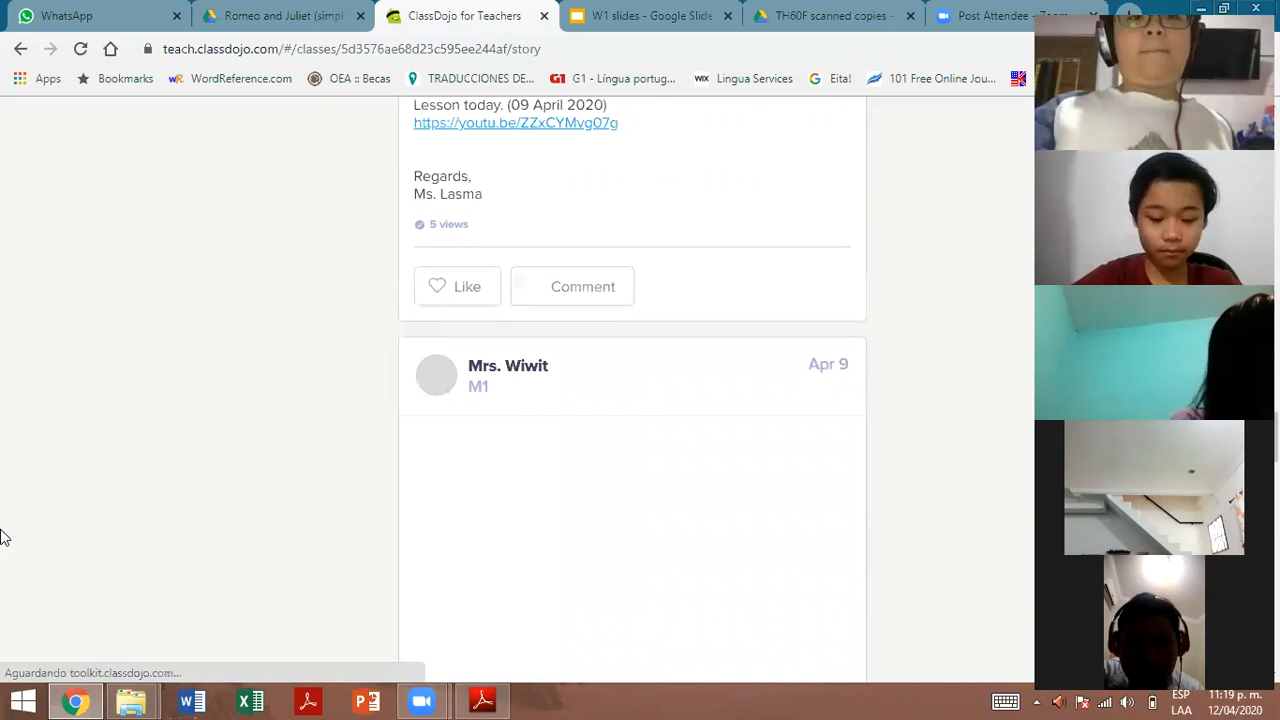 WhatsApp
Romeo and Juliet (simpl
ClassDojo for Teachers
W1 slides - Google Slide
TH60F scanned copies -
Post Attendee - Zoom
teach.classdojo.com/#/classes/5d3576ae68d23c595ee244af/story
Apps
Bookmarks
WordReference.com
OEA :: Becas
TRADUCCIONES DE...
G1 - Língua portug...
Lingua Services
Eita!
101 Free Online Jou...
Lesson today. (09 April 2020)
https://youtu.be/ZZxCYMvg07g
Regards,
Ms. Lasma
5 views
Like
Comment
Mrs. Wiwit
Apr 9
M1
Aguardando toolkit.classdojo.com...
ESP
LAA
11:19 p. m.
12/04/2020